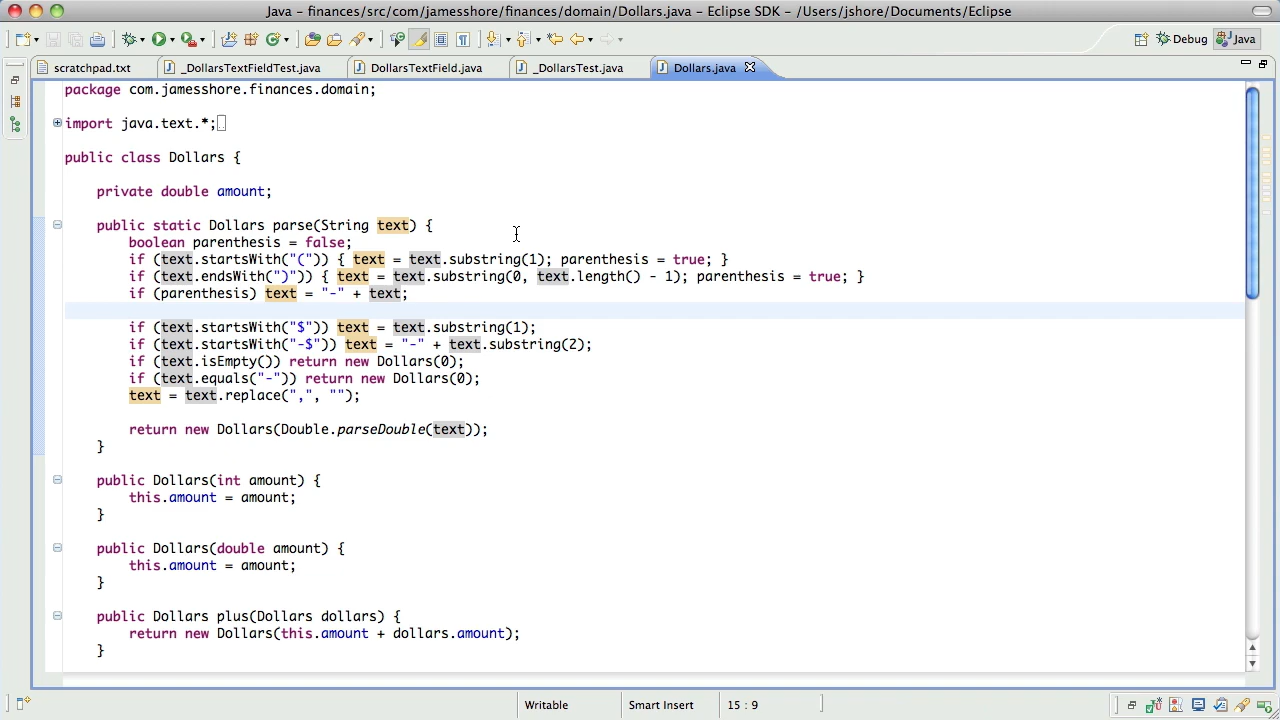 Java - finances/src/com/jamesshore/finances/domain/Dollars.java - Eclipse SDK - /Users/jshore/Documents/Eclipse
Debug Java
scratchpad.txt _DollarsTextFieldTest.java DollarsTextField.java _DollarsTest.java Dollars.java
package com.jamesshore.finances.domain;
import java.text.*;
public class Dollars {
private double amount;
public static Dollars parse(String text) {
boolean parenthesis = false;
if (text.startsWith("(")) { text = text.substring(1); parenthesis = true; }
if (text.endsWith(")")) { text = text.substring(0, text.length() - 1); parenthesis = true; }
if (parenthesis) text = "-" + text;
if (text.startsWith("$")) text = text.substring(1);
if (text.startsWith("-$")) text = "-" + text.substring(2);
if (text.isEmpty()) return new Dollars(0);
if (text.equals("-")) return new Dollars(0);
text = text.replace(",", "");
return new Dollars(Double.parseDouble(text));
}
public Dollars(int amount) {
this.amount = amount;
}
public Dollars(double amount) {
this.amount = amount;
}
public Dollars plus(Dollars dollars) {
return new Dollars(this.amount + dollars.amount);
}
Writable Smart Insert 15 : 9